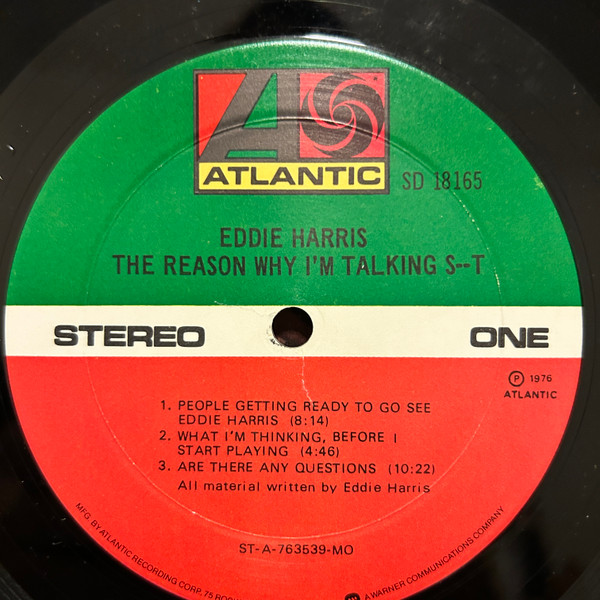 ATLANTIC
SD 18165
EDDIE HARRIS
THE REASON WHY I'M TALKING S--T
STEREO
ONE
℗ 1976
ATLANTIC
1. PEOPLE GETTING READY TO GO SEE
EDDIE HARRIS (8:14)
2. WHAT I'M THINKING, BEFORE I
START PLAYING (4:46)
3. ARE THERE ANY QUESTIONS (10:22)
All material written by Eddie Harris
ST-A-763539-MO
MFG BY ATLANTIC RECORDING CORP, 75
A WARNER COMMUNICATIONS COMPANY